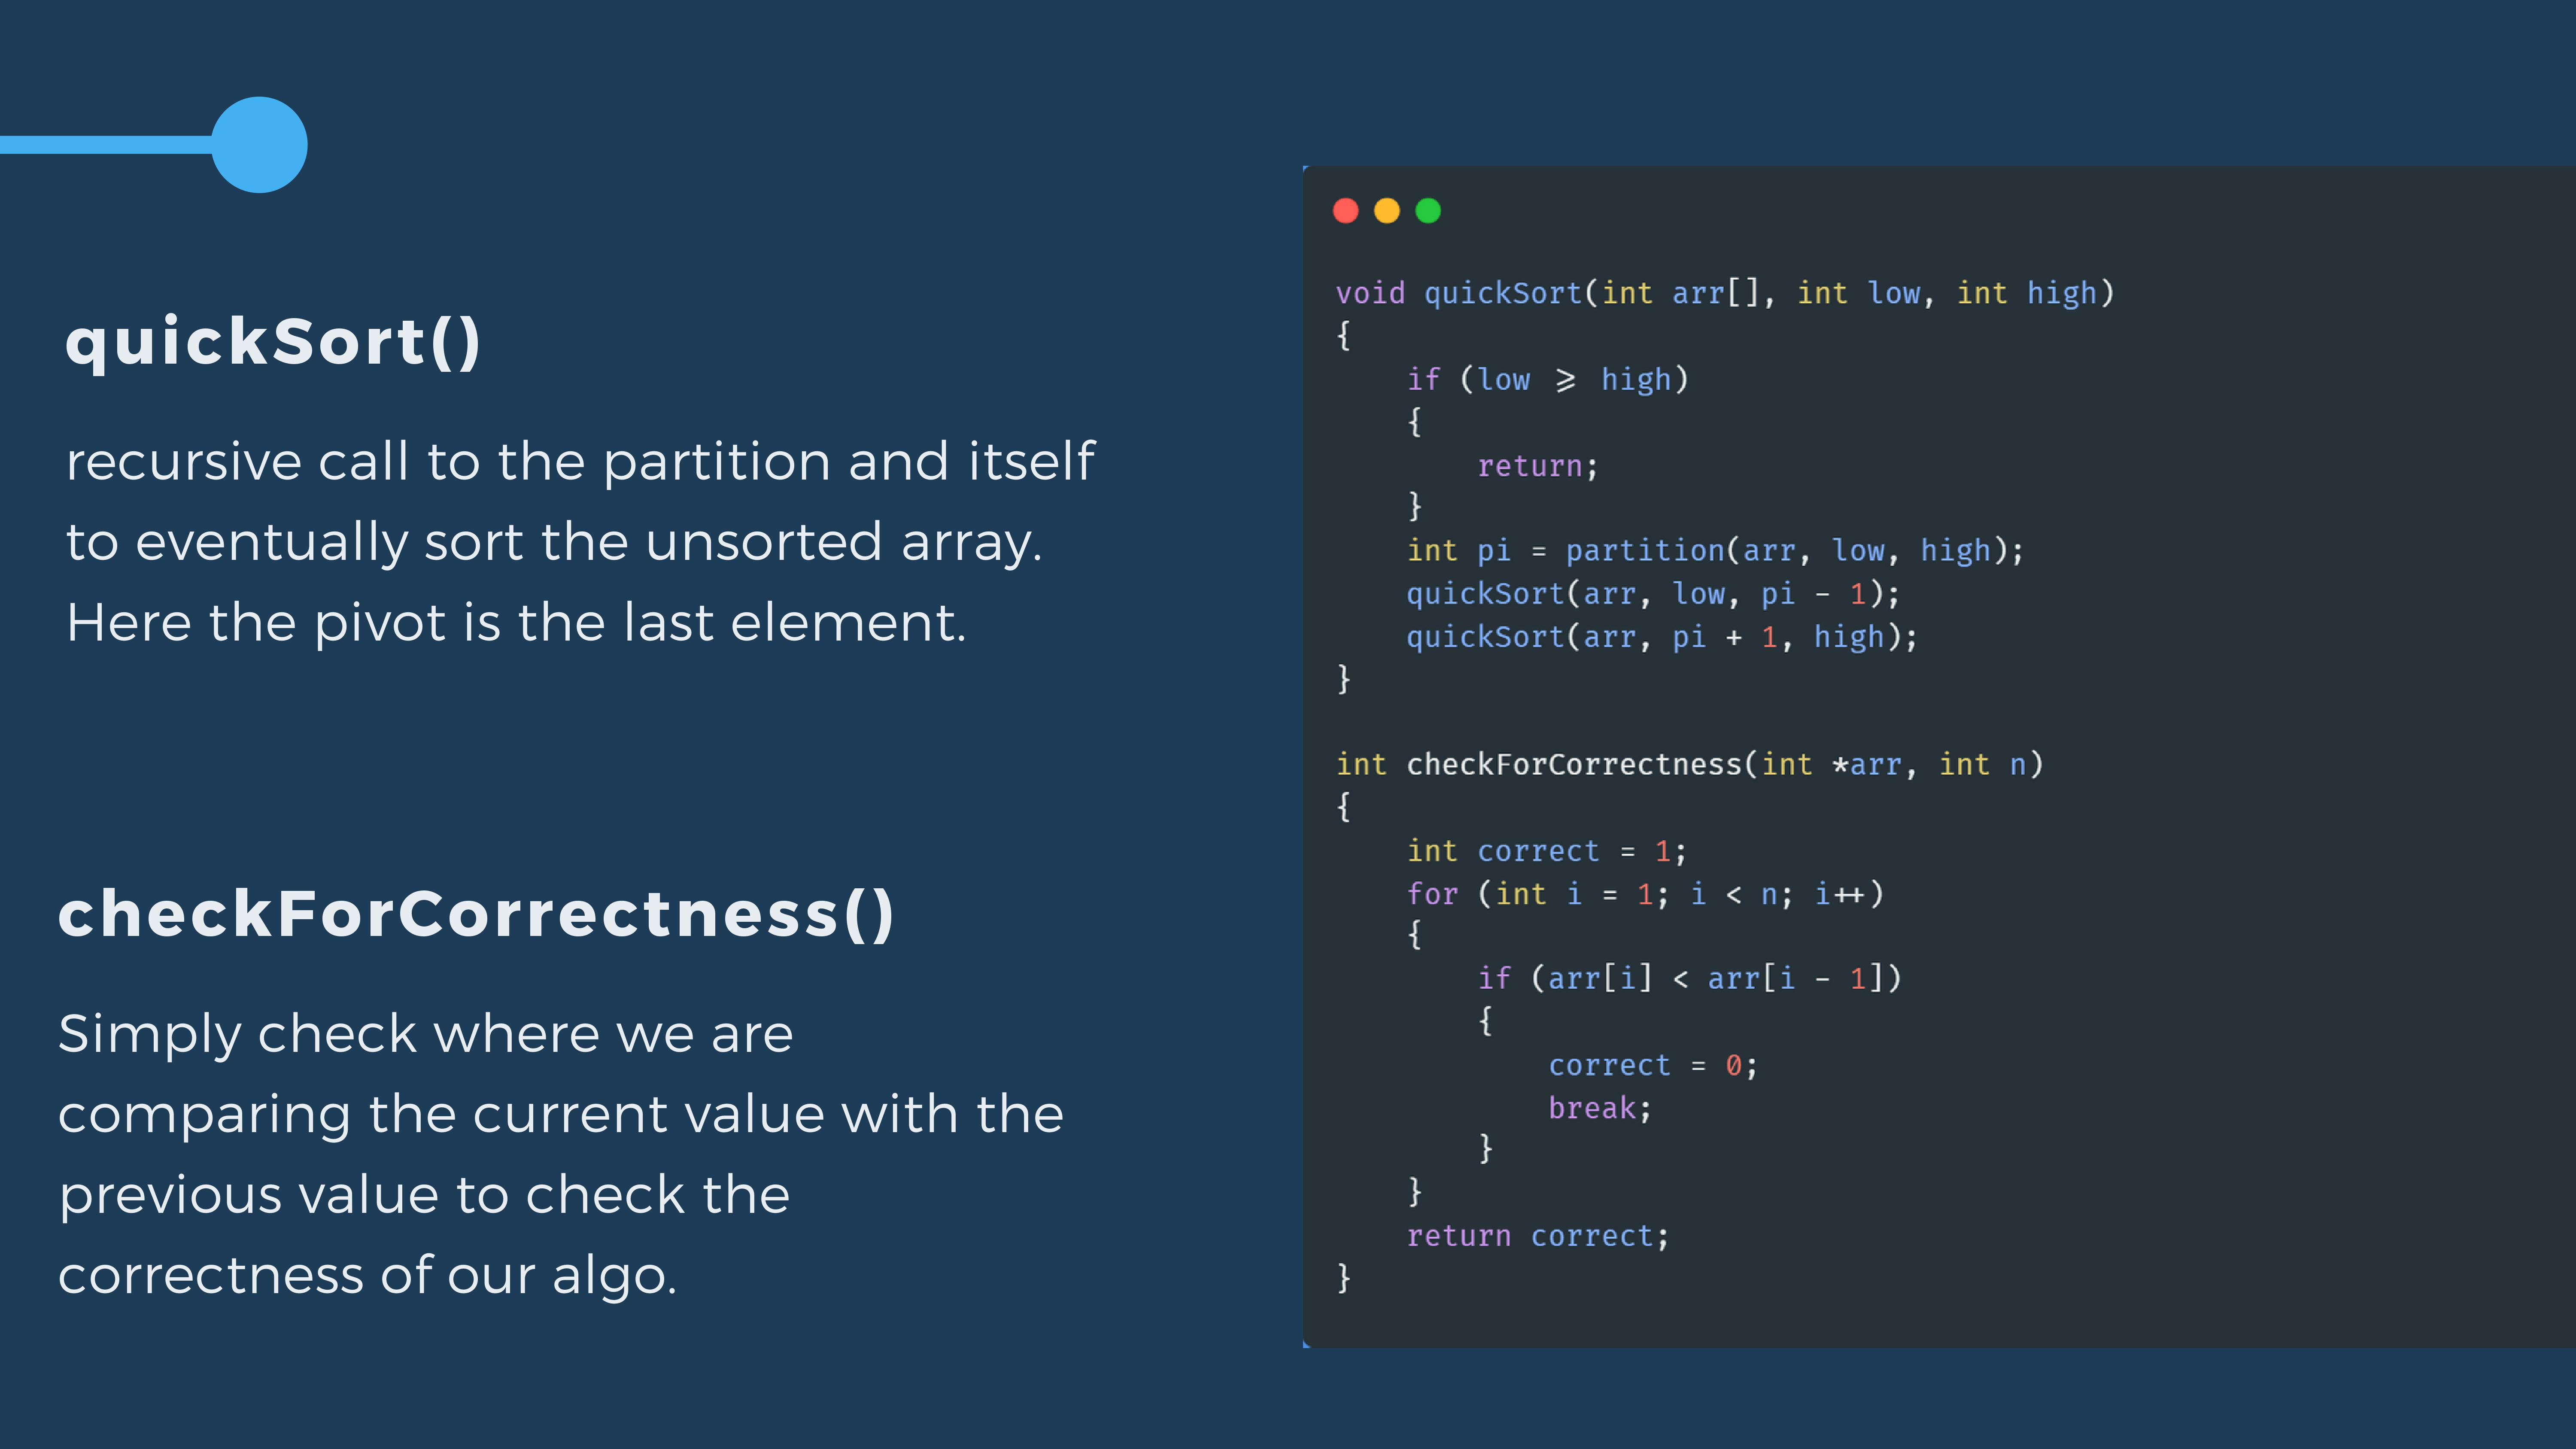 quickSort()
recursive call to the partition and itself
to eventually sort the unsorted array.
Here the pivot is the last element.
checkForCorrectness()
Simply check where we are
comparing the current value with the
previous value to check the
correctness of our algo.
void quickSort(int arr[], int low, int high)
{
    if (low >= high)
    {
        return;
    }
    int pi = partition(arr, low, high);
    quickSort(arr, low, pi - 1);
    quickSort(arr, pi + 1, high);
}
int checkForCorrectness(int *arr, int n)
{
    int correct = 1;
    for (int i = 1; i < n; i++)
    {
        if (arr[i] < arr[i - 1])
        {
            correct = 0;
            break;
        }
    }
    return correct;
}